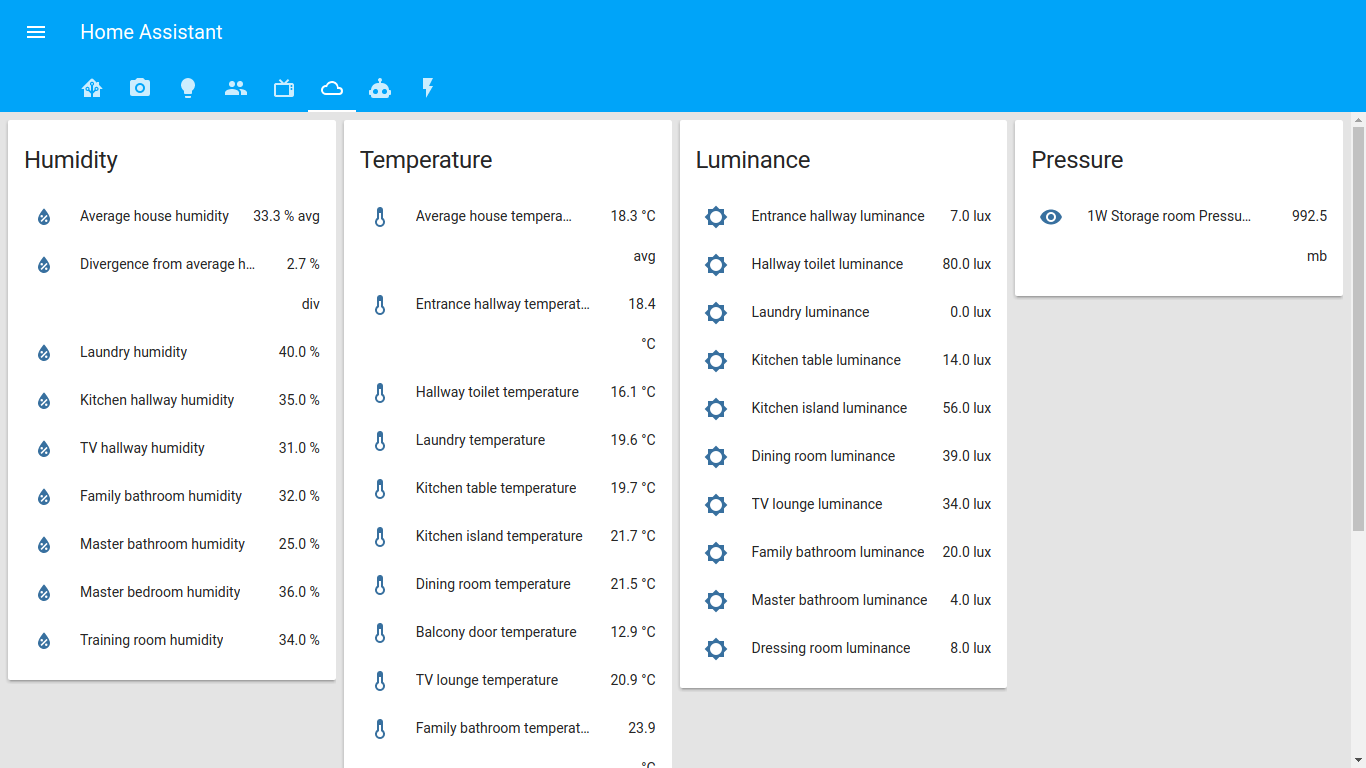 Home Assistant
Humidity
Average house humidity 33.3 % avg
Divergence from average h... 2.7 %
div
Laundry humidity 40.0 %
Kitchen hallway humidity 35.0 %
TV hallway humidity 31.0 %
Family bathroom humidity 32.0 %
Master bathroom humidity 25.0 %
Master bedroom humidity 36.0 %
Training room humidity 34.0 %
Temperature
Average house tempera... 18.3 °C
avg
Entrance hallway temperat... 18.4
°C
Hallway toilet temperature 16.1 °C
Laundry temperature 19.6 °C
Kitchen table temperature 19.7 °C
Kitchen island temperature 21.7 °C
Dining room temperature 21.5 °C
Balcony door temperature 12.9 °C
TV lounge temperature 20.9 °C
Family bathroom temperat... 23.9
°C
Luminance
Entrance hallway luminance 7.0 lux
Hallway toilet luminance 80.0 lux
Laundry luminance 0.0 lux
Kitchen table luminance 14.0 lux
Kitchen island luminance 56.0 lux
Dining room luminance 39.0 lux
TV lounge luminance 34.0 lux
Family bathroom luminance 20.0 lux
Master bathroom luminance 4.0 lux
Dressing room luminance 8.0 lux
Pressure
1W Storage room Pressu... 992.5
mb